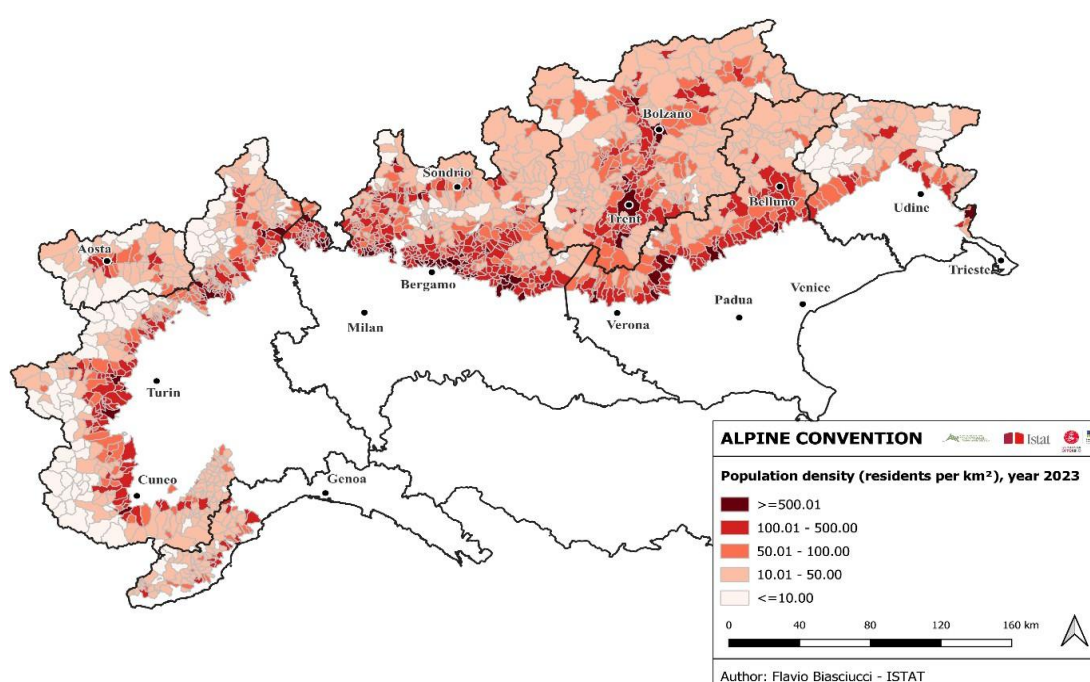 Bolzano
Sondrio
Trent
Belluno
Udine
Aosta
Trieste
Bergamo
Venice
Padua
Milan
Verona
Turin
Cuneo
Genoa
ALPINE CONVENTION
Istat
Population density (residents per km²), year 2023
>=500.01
100.01 - 500.00
50.01 - 100.00
10.01 - 50.00
<=10.00
0 40 80 120 160 km
Author: Flavio Biasciucci - ISTAT